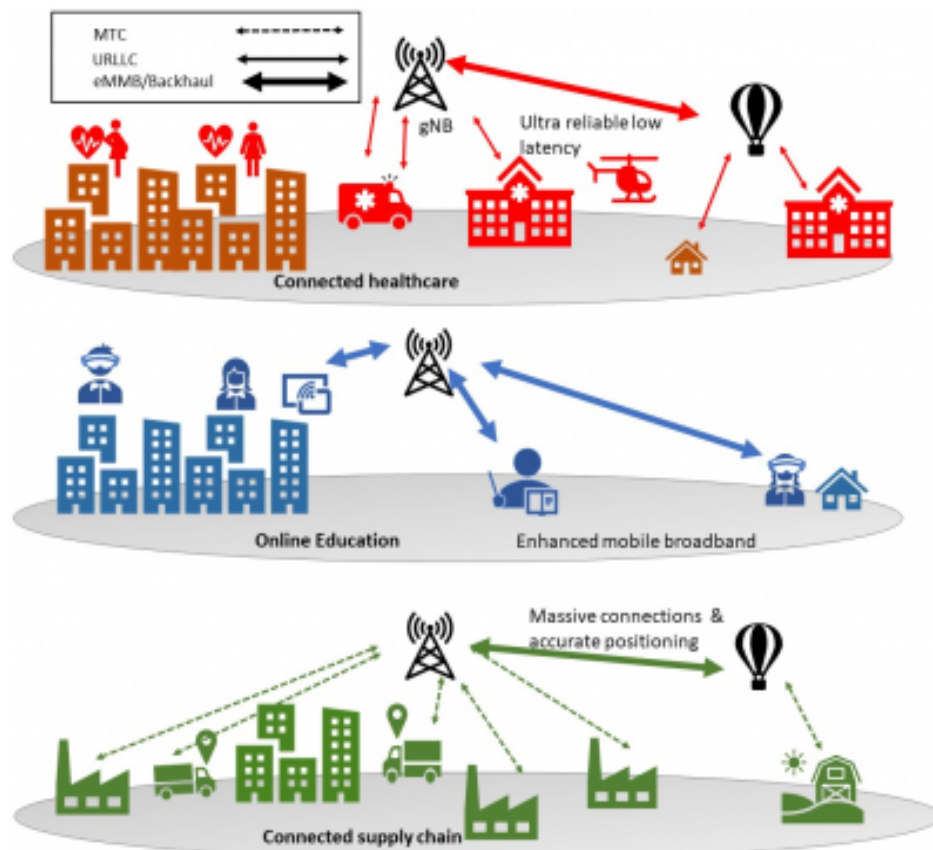 MTC
URLLC
eMMB/Backhaul
gNB
Ultra reliable low
latency
Connected healthcare
Online Education
Enhanced mobile broadband
Massive connections &
accurate positioning
Connected supply chain